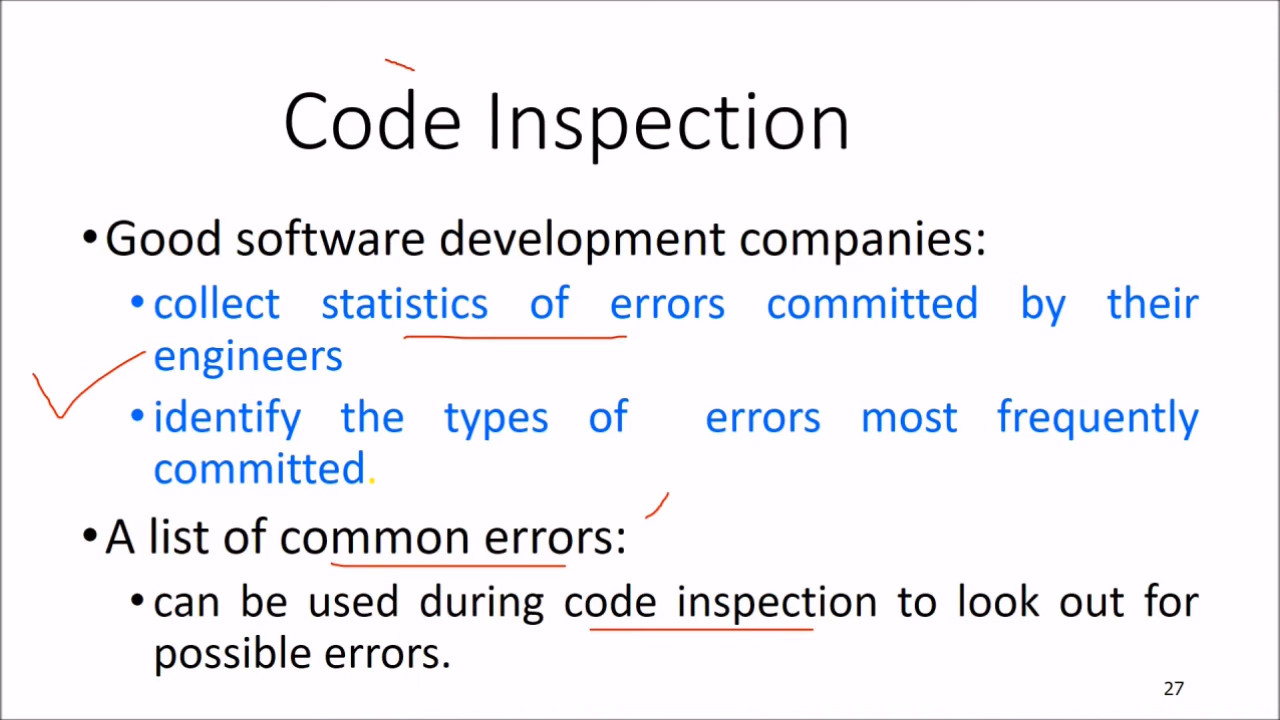 Code Inspection
•Good software development companies:
•collect statistics of errors committed by their
engineers
•identify the types of errors most frequently
committed.
•A list of common errors:
•can be used during code inspection to look out for
possible errors.
27